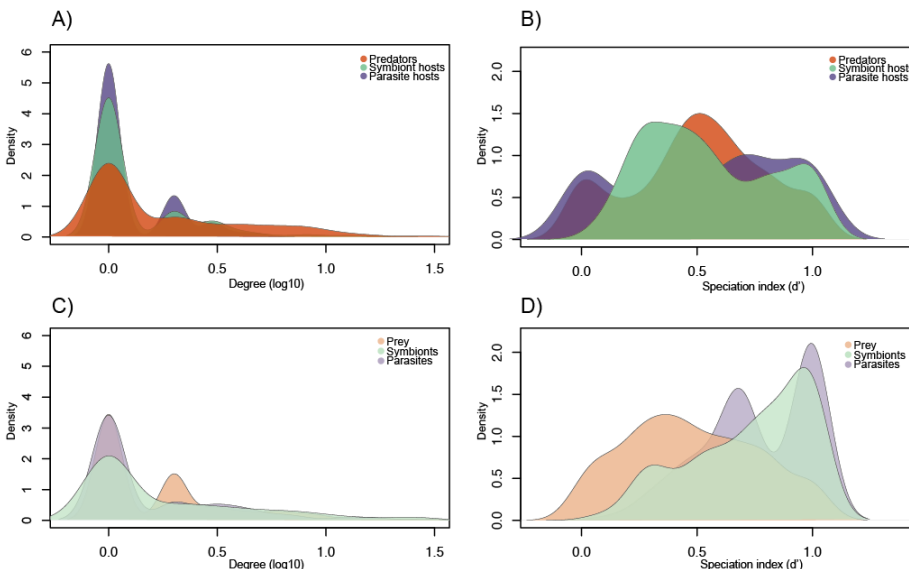 A)
Predators
Symbiont hosts
Parasite hosts
Density
0 1 2 3 4 5 6
0.0 0.5 1.0 1.5
Degree (log10)
B)
Predators
Symbiont hosts
Parasite hosts
Density
0.0 0.5 1.0 1.5 2.0
0.0 0.5 1.0
Speciation index (d')
C)
Prey
Symbionts
Parasites
Density
0 1 2 3 4 5 6
0.0 0.5 1.0 1.5
Degree (log10)
D)
Prey
Symbionts
Parasites
Density
0.0 0.5 1.0 1.5 2.0
0.0 0.5 1.0
Speciation index (d')